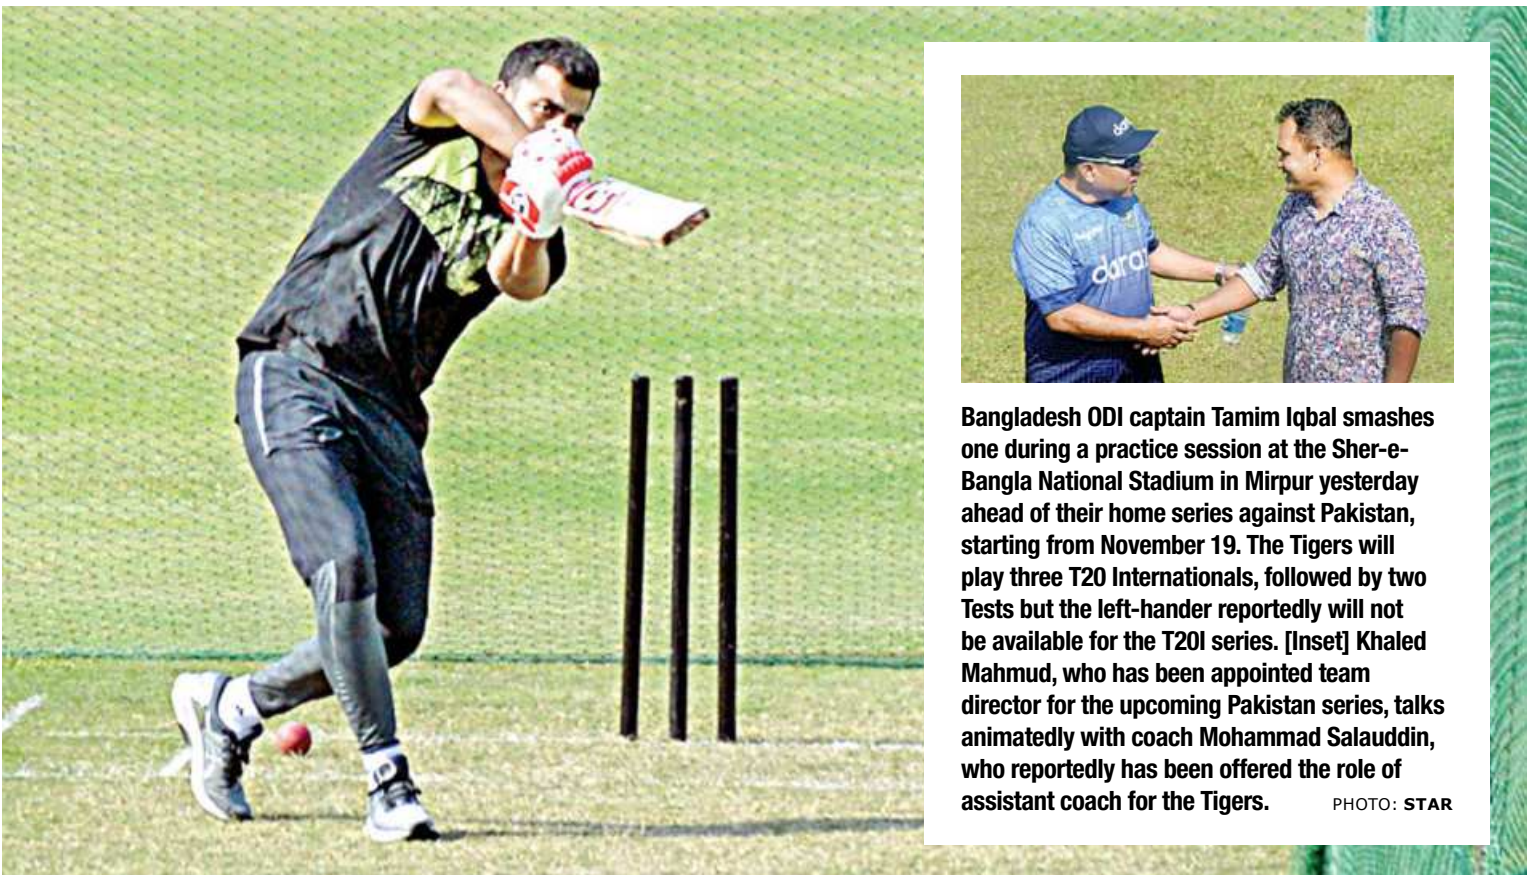 daraz
Bangladesh ODI captain Tamim Iqbal smashes
one during a practice session at the Sher-e-
Bangla National Stadium in Mirpur yesterday
ahead of their home series against Pakistan,
starting from November 19. The Tigers will
play three T20 Internationals, followed by two
Tests but the left-hander reportedly will not
be available for the T20I series. [Inset] Khaled
Mahmud, who has been appointed team
director for the upcoming Pakistan series, talks
animatedly with coach Mohammad Salauddin,
who reportedly has been offered the role of
assistant coach for the Tigers. PHOTO: STAR